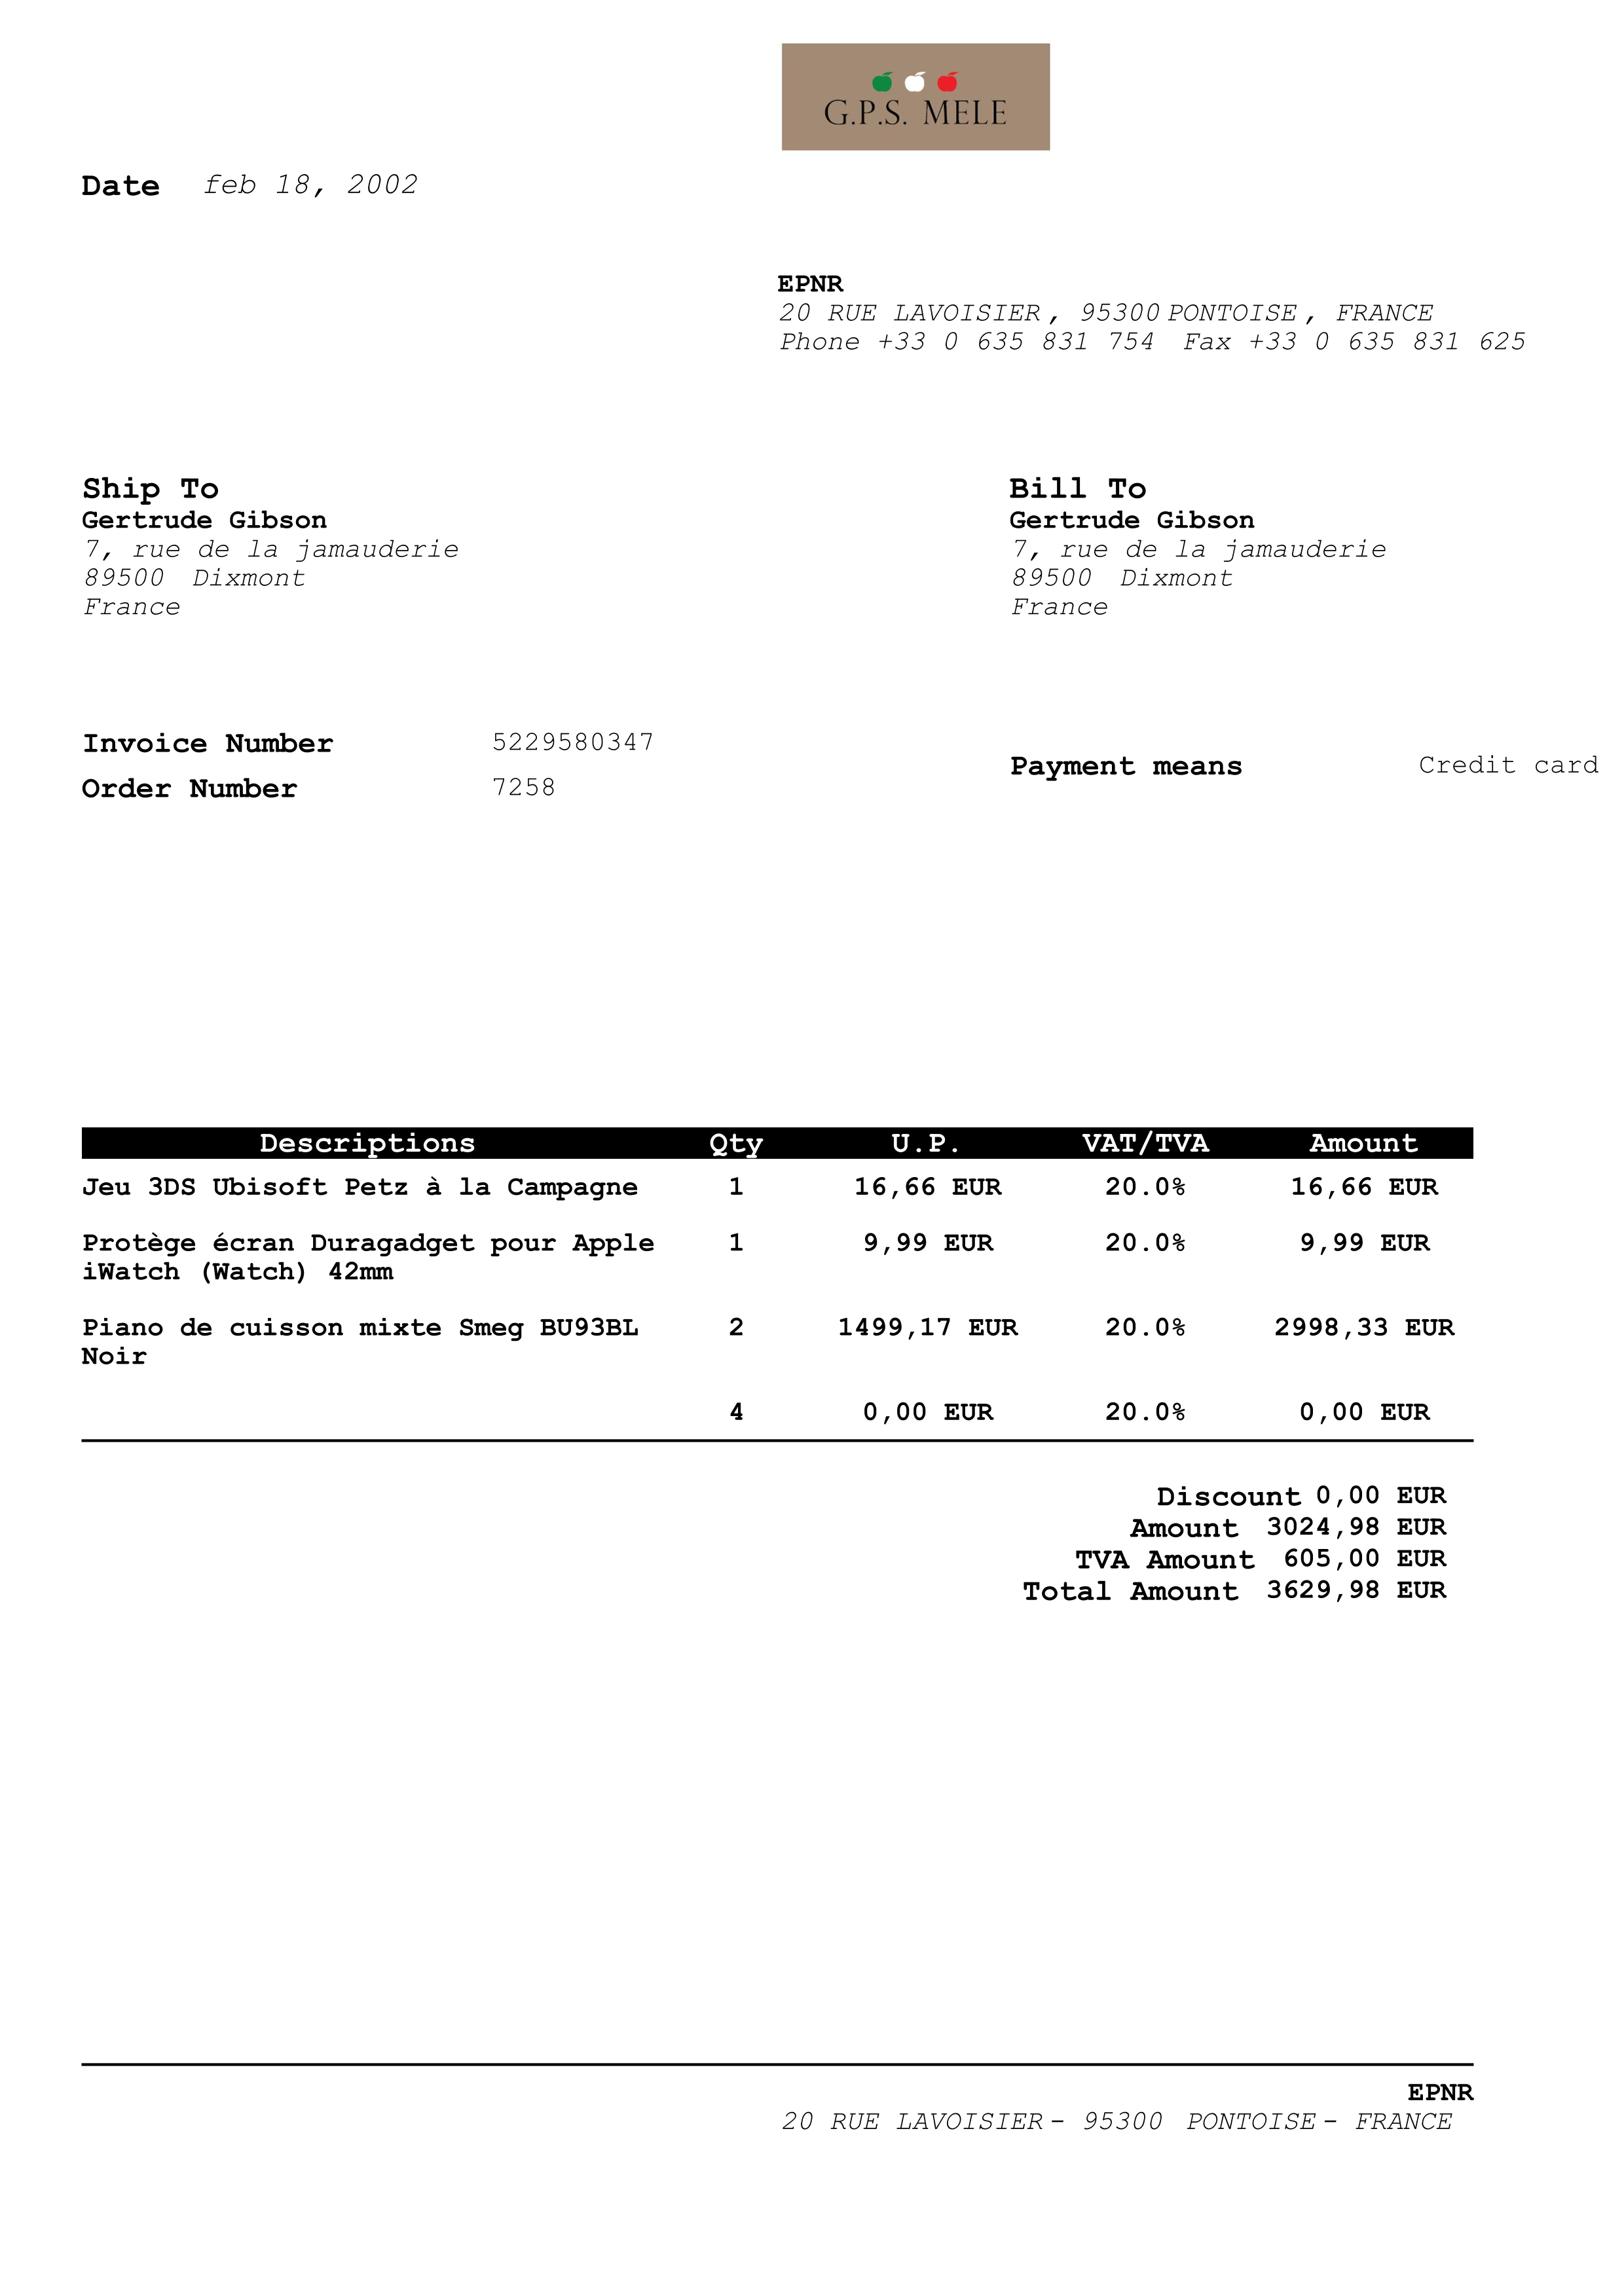 G.P.S. MELE
Date feb 18, 2002
EPNR
20 RUE LAVOISIER, 95300 PONTOISE, FRANCE
Phone +33 0 635 831 754 Fax +33 0 635 831 625
Ship To
Gertrude Gibson
7, rue de la jamauderie
89500 Dixmont
France
Bill To
Gertrude Gibson
7, rue de la jamauderie
89500 Dixmont
France
Invoice Number 5229580347
Order Number 7258
Payment means Credit card
Descriptions Qty U.P. VAT/TVA Amount
Jeu 3DS Ubisoft Petz à la Campagne 1 16,66 EUR 20.0% 16,66 EUR
Protège écran Duragadget pour Apple 1 9,99 EUR 20.0% 9,99 EUR
iWatch (Watch) 42mm
Piano de cuisson mixte Smeg BU93BL 2 1499,17 EUR 20.0% 2998,33 EUR
Noir
4 0,00 EUR 20.0% 0,00 EUR
Discount 0,00 EUR
Amount 3024,98 EUR
TVA Amount 605,00 EUR
Total Amount 3629,98 EUR
EPNR
20 RUE LAVOISIER - 95300 PONTOISE - FRANCE